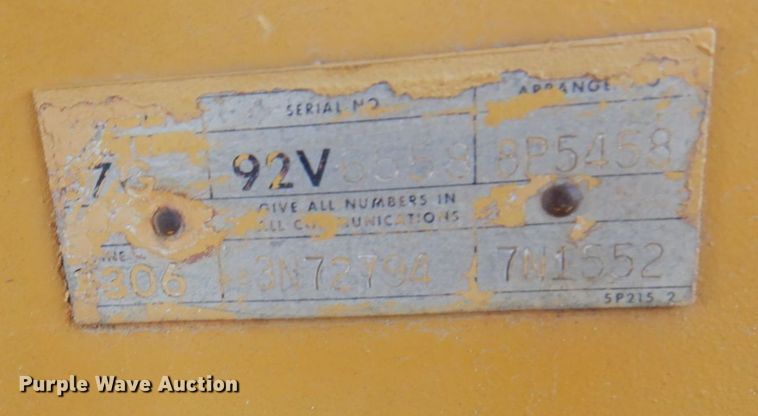 SERIAL NO
7 92V 8P5458
GIVE ALL NUMBERS IN
ALL COMMUNICATIONS
3306 3N72794 7N1552
5P215 2
Purple Wave Auction